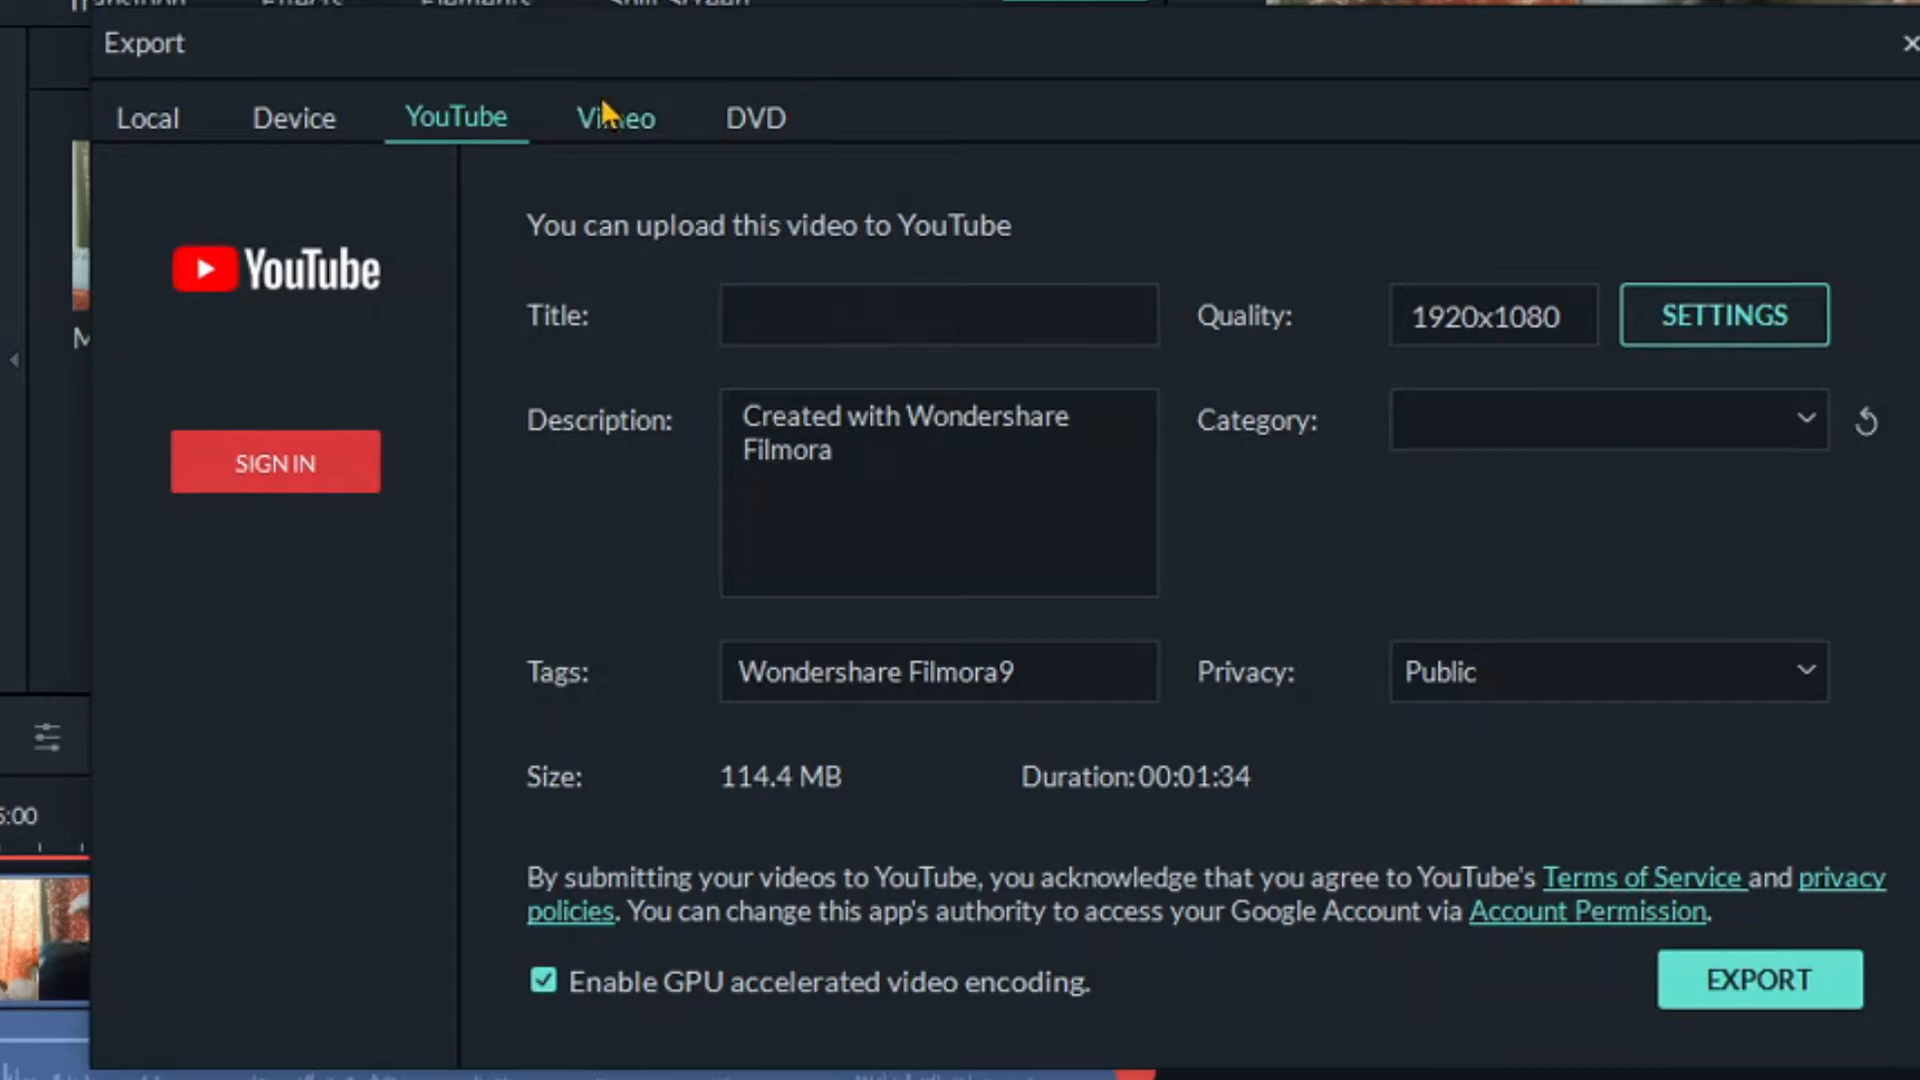 Export
Local Device YouTube Vimeo DVD
YouTube
SIGN IN
You can upload this video to YouTube
Title:
Quality: 1920x1080 SETTINGS
Description: Created with Wondershare
Filmora
Category:
Tags: Wondershare Filmora9
Privacy: Public
Size: 114.4 MB Duration:00:01:34
5:00
By submitting your videos to YouTube, you acknowledge that you agree to YouTube's Terms of Service and privacy
policies. You can change this app's authority to access your Google Account via Account Permission.
Enable GPU accelerated video encoding.
EXPORT